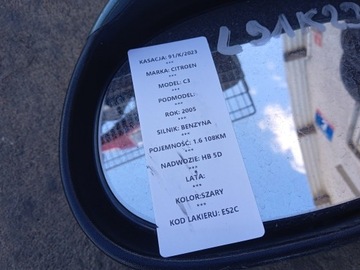 KASACJA: 91/K/2023
***
MARKA: CITROEN
***
MODEL: C3
***
PODMODEL:
***
ROK: 2005
***
SILNIK: BENZYNA
***
POJEMNOŚĆ: 1.6 108KM
***
NADWOZIE: HB 5D
***
LATA:
***
KOLOR:SZARY
***
KOD LAKIERU: ES2C